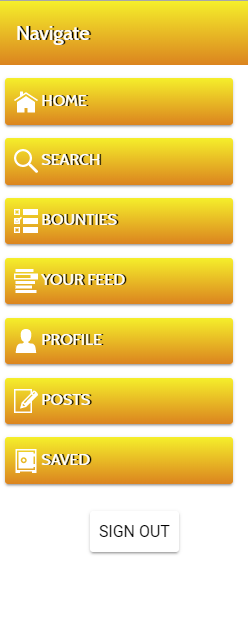 Navigate
HOME
SEARCH
BOUNTIES
YOUR FEED
PROFILE
POSTS
SAVED
SIGN OUT